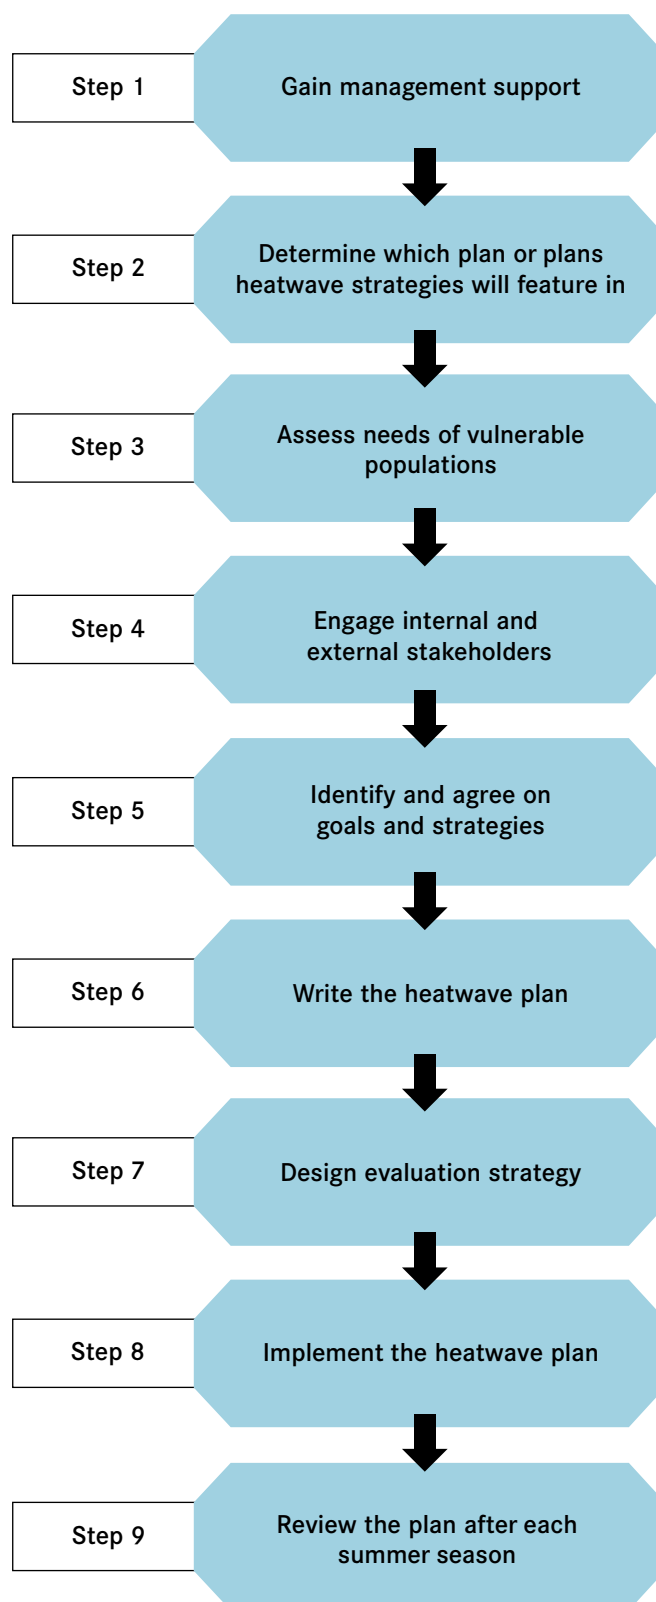 Step 1
Gain management support
Step 2
Determine which plan or plans
heatwave strategies will feature in
Step 3
Assess needs of vulnerable
populations
Step 4
Engage internal and
external stakeholders
Step 5
Identify and agree on
goals and strategies
Step 6
Write the heatwave plan
Step 7
Design evaluation strategy
Step 8
Implement the heatwave plan
Step 9
Review the plan after each
summer season